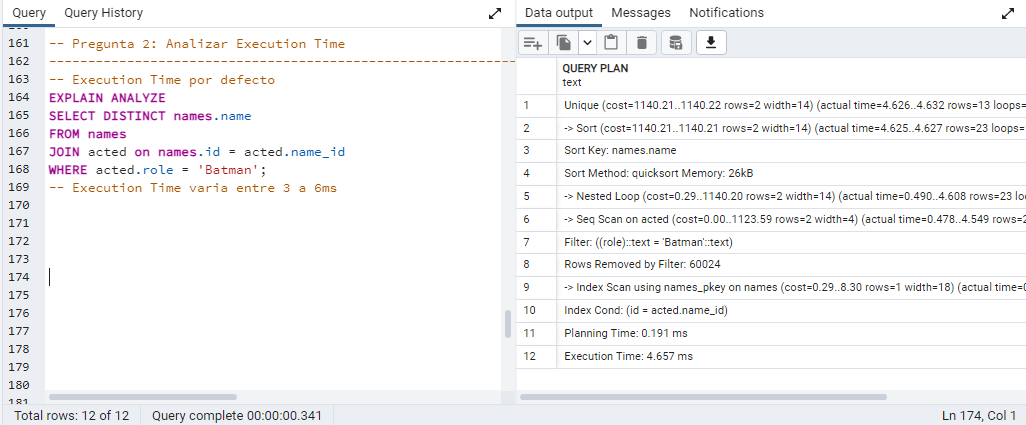 Query Query History
161 -- Pregunta 2: Analizar Execution Time
162 ---------------------------------------------------------------
163 -- Execution Time por defecto
164 EXPLAIN ANALYZE
165 SELECT DISTINCT names.name
166 FROM names
167 JOIN acted on names.id = acted.name_id
168 WHERE acted.role = 'Batman';
169 -- Execution Time varia entre 3 a 6ms
170
171
172
173
174
175
176
177
178
179
180
181
Data output Messages Notifications
QUERY PLAN
text
1 Unique (cost=1140.21..1140.22 rows=2 width=14) (actual time=4.626..4.632 rows=13 loops=
2 -> Sort (cost=1140.21..1140.21 rows=2 width=14) (actual time=4.625..4.627 rows=23 loops=
3 Sort Key: names.name
4 Sort Method: quicksort Memory: 26kB
5 -> Nested Loop (cost=0.29..1140.20 rows=2 width=14) (actual time=0.490..4.608 rows=23 lo
6 -> Seq Scan on acted (cost=0.00..1123.59 rows=2 width=4) (actual time=0.478..4.549 rows=2
7 Filter: ((role)::text = 'Batman'::text)
8 Rows Removed by Filter: 60024
9 -> Index Scan using names_pkey on names (cost=0.29..8.30 rows=1 width=18) (actual time=0
10 Index Cond: (id = acted.name_id)
11 Planning Time: 0.191 ms
12 Execution Time: 4.657 ms
Total rows: 12 of 12 Query complete 00:00:00.341 Ln 174, Col 1